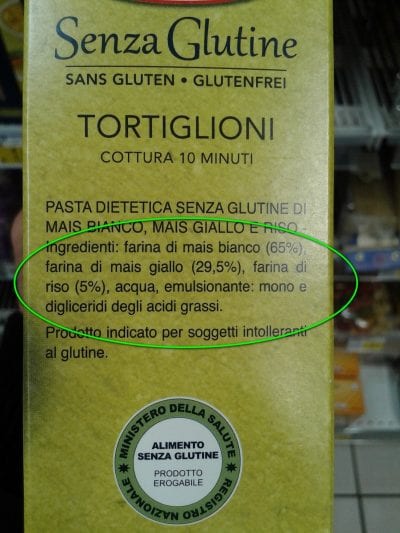 Senza Glutine
SANS GLUTEN • GLUTENFREI
TORTIGLIONI
COTTURA 10 MINUTI
PASTA DIETETICA SENZA GLUTINE DI
MAIS BIANCO, MAIS GIALLO E RISO -
Ingredienti: farina di mais bianco (65%),
farina di mais giallo (29,5%), farina di
riso (5%), acqua, emulsionante: mono e
digliceridi degli acidi grassi.
Prodotto indicato per soggetti intolleranti
al glutine.
MINISTERO DELLA SALUTE
ALIMENTO
SENZA GLUTINE
PRODOTTO
EROGABILE
REGISTRO NAZIONALE